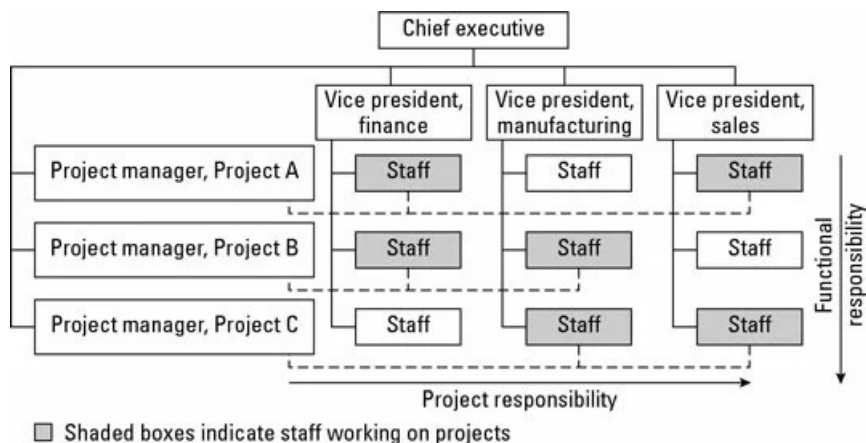 Chief executive
Vice president,
finance
Vice president,
manufacturing
Vice president,
sales
Project manager, Project A
Staff
Staff
Staff
Project manager, Project B
Staff
Staff
Staff
Project manager, Project C
Staff
Staff
Staff
Functional
responsibility
Project responsibility
Shaded boxes indicate staff working on projects